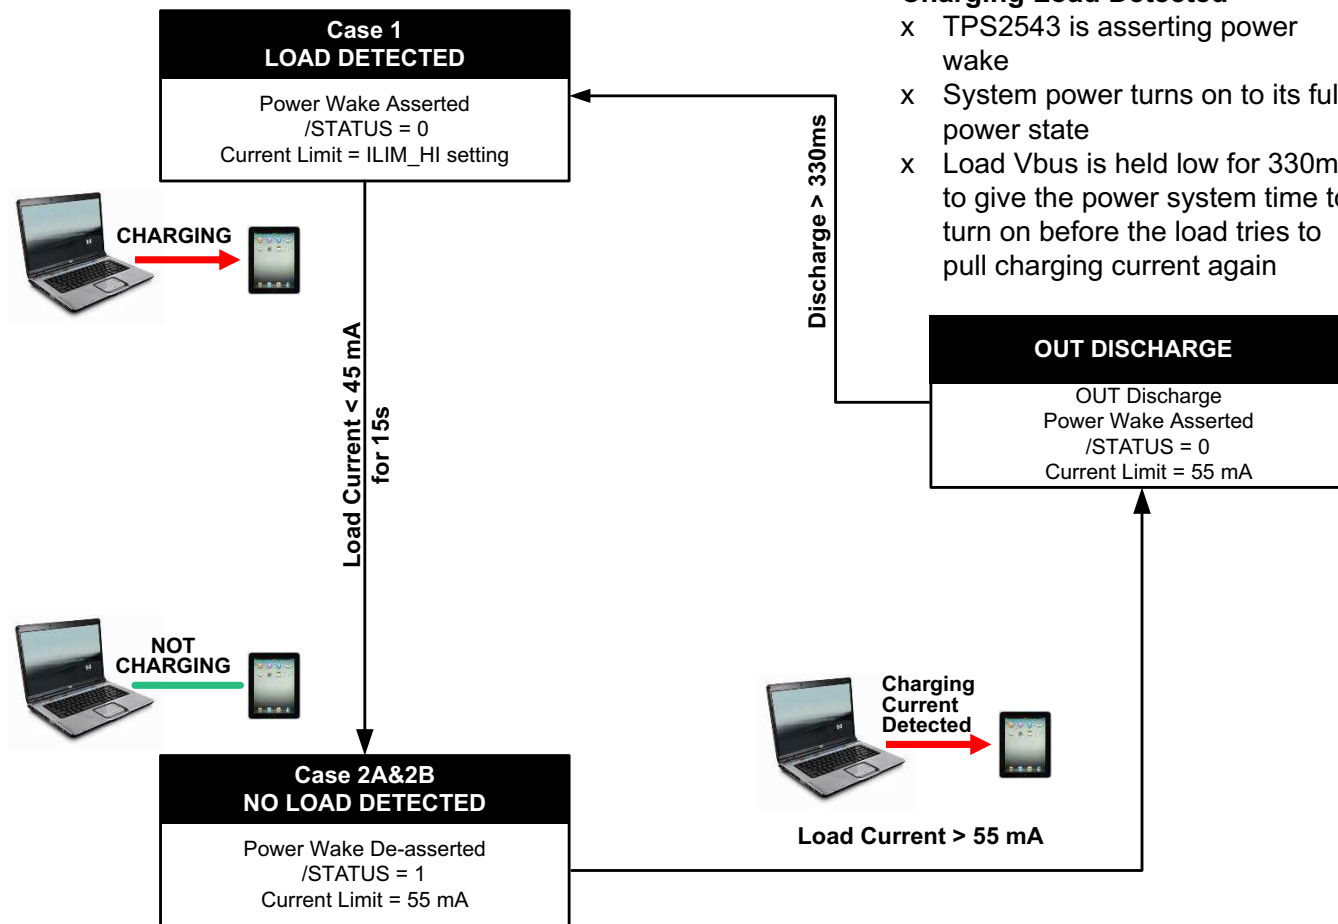 Case 1
LOAD DETECTED
Power Wake Asserted
/STATUS = 0
Current Limit = ILIM_HI setting
CHARGING
Load Current < 45 mA
for 15s
NOT
CHARGING
Case 2A&2B
NO LOAD DETECTED
Power Wake De-asserted
/STATUS = 1
Current Limit = 55 mA
Charging
Current
Detected
Load Current > 55 mA
Discharge > 330ms
Charging Load Detected
x TPS2543 is asserting power
wake
x System power turns on to its ful
power state
x Load Vbus is held low for 330m
to give the power system time to
turn on before the load tries to
pull charging current again
OUT DISCHARGE
OUT Discharge
Power Wake Asserted
/STATUS = 0
Current Limit = 55 mA